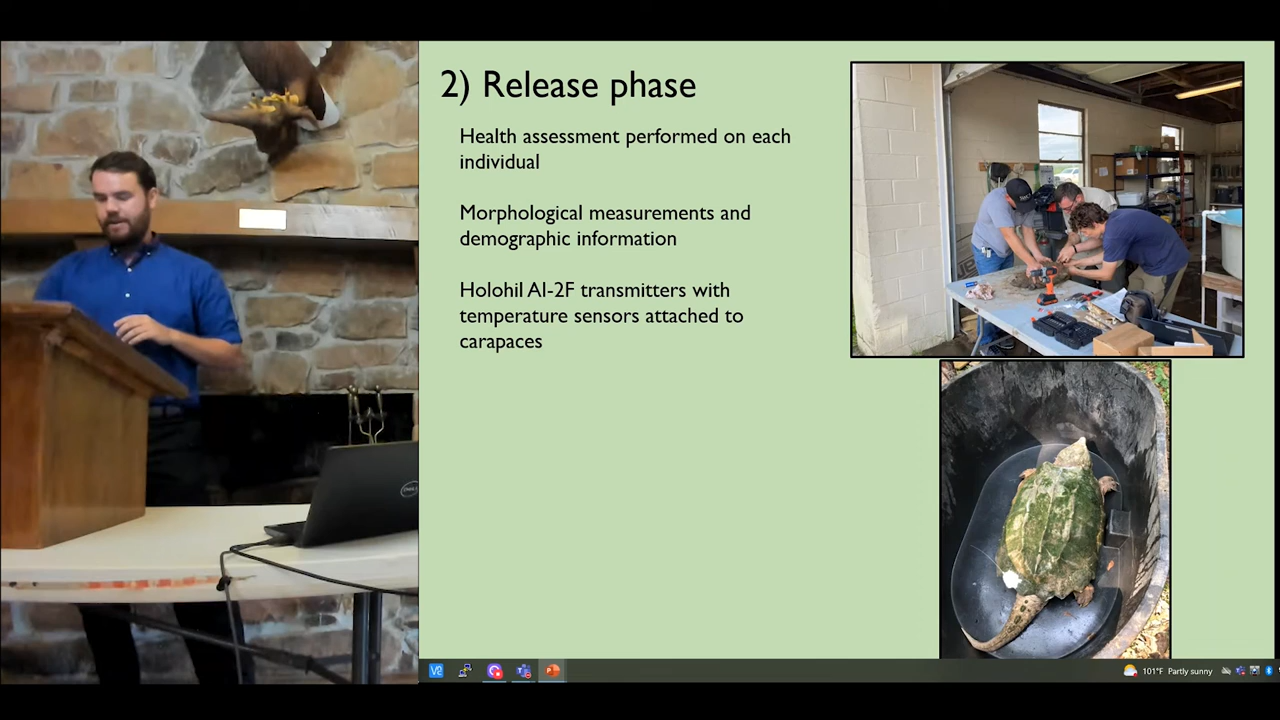 2) Release phase
Health assessment performed on each
individual
Morphological measurements and
demographic information
Holohil AI-2F transmitters with
temperature sensors attached to
carapaces
DELL
101°F Partly sunny